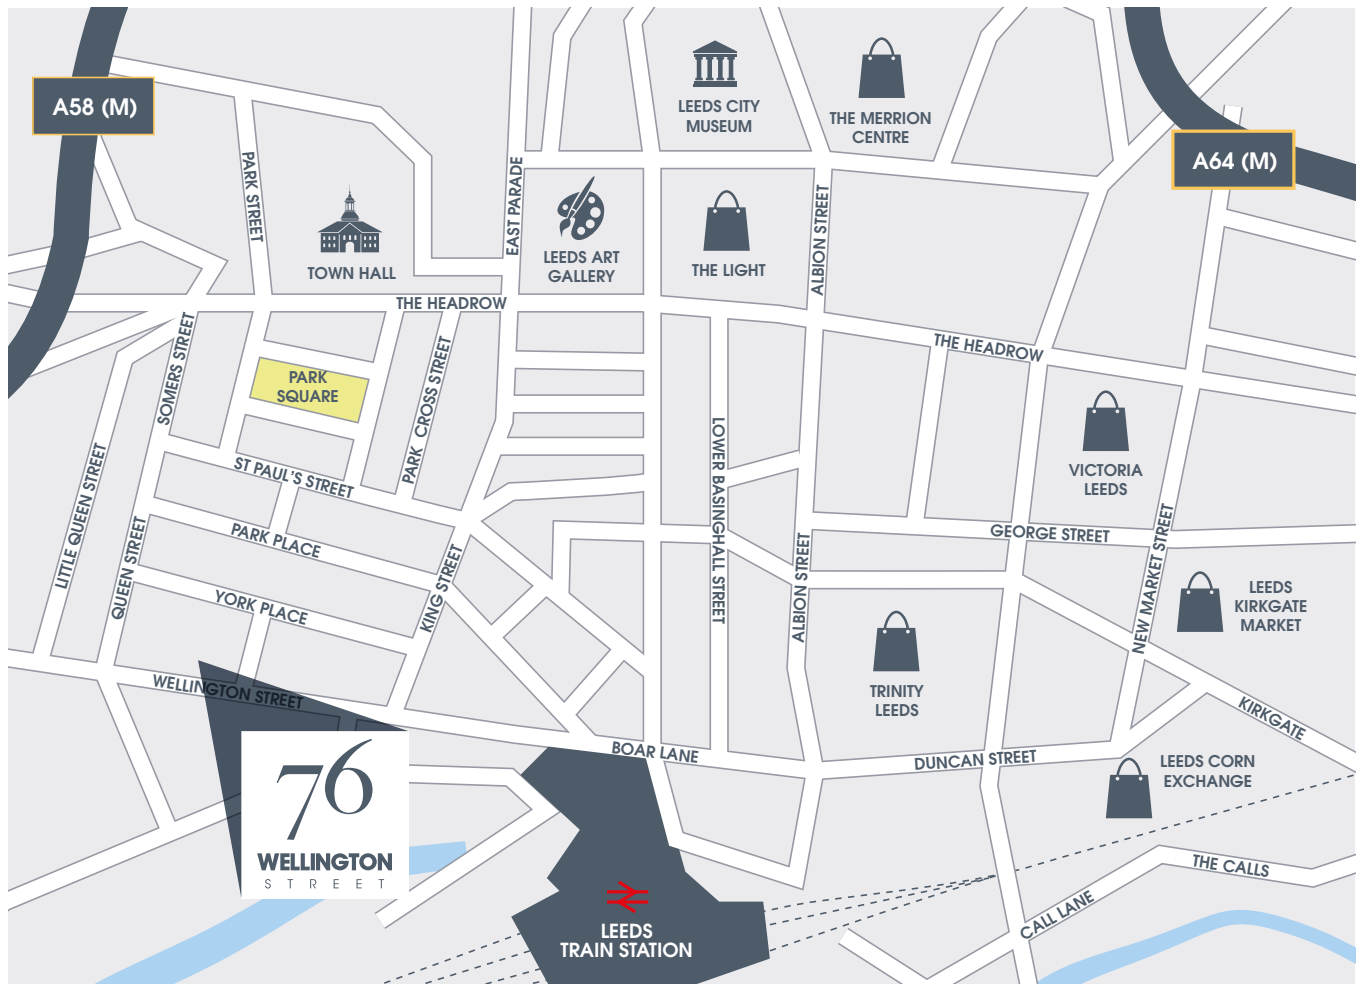 LEEDS CITY
MUSEUM
THE MERRION
CENTRE
A58 (M)
A64 (M)
PARK STREET
EAST PARADE
ALBION STREET
TOWN HALL
LEEDS ART
GALLERY
THE LIGHT
THE HEADROW
THE HEADROW
SOMERS STREET
PARK
SQUARE
PARK CROSS STREET
LITTLE QUEEN STREET
ST PAUL'S STREET
LOWER BASINGHALL STREET
VICTORIA
LEEDS
QUEEN STREET
PARK PLACE
KING STREET
ALBION STREET
GEORGE STREET
NEW MARKET STREET
YORK PLACE
LEEDS
KIRKGATE
MARKET
TRINITY
LEEDS
WELLINGTON STREET
KIRKGATE
BOAR LANE
DUNCAN STREET
LEEDS CORN
EXCHANGE
76
WELLINGTON
STREET
THE CALLS
CALL LANE
LEEDS
TRAIN STATION